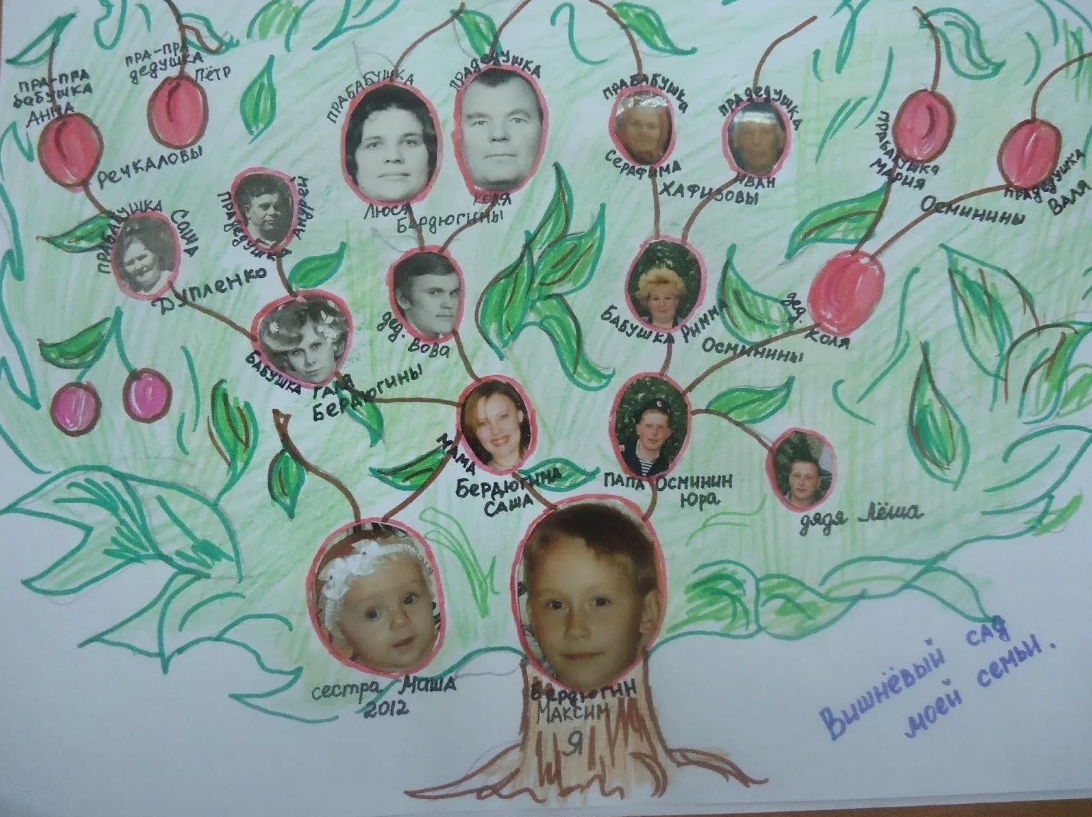 ПРА-ПРА
бабушка
АННА
ПРА-ПРА
дедушка
ПЁТР
РЕЧКАЛОВЫ
ПРАБАБУШКА
САША
ПРАДЕДУШКА
АНДРЕЙ
ДУПЛЕНКО
ПРАБАБУШКА
ЛЮСЯ
ПРАДЕДУШКА
КОЛЯ
БЕРДЮГИНЫ
ПРАБАБУШКА
СЕРАФИМА
ПРАДЕДУШКА
ИВАН
ХАФИЗОВЫ
ПРАБАБУШКА
МАРИЯ
ПРАДЕДУШКА
ВАЛЯ
ОСМИНИНЫ
БАБУШКА
ГАЛЯ
дед. Вова
БЕРДЮГИНЫ
БАБУШКА РИММА
дед
Коля
ОСМИНИНЫ
МАМА
БЕРДЮГИНА
САША
ПАПА ОСМИНИН
ЮРА
дядя Лёша
сестра Маша
2012
БЕРДЮГИН
МАКСИМ
Я
Вишнёвый сад
моей семьи.